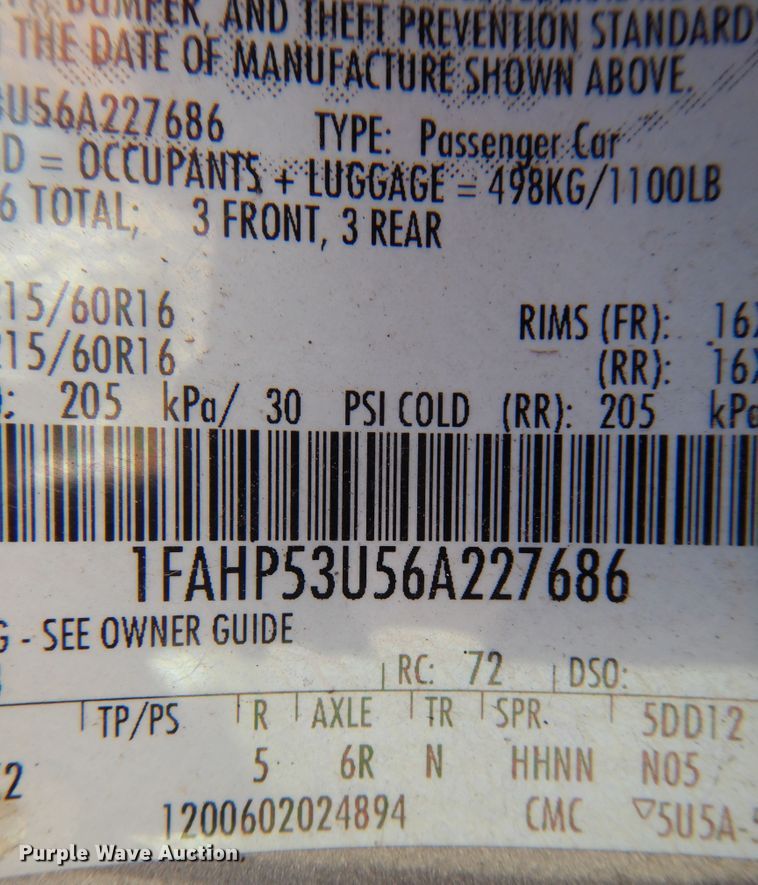 BUMPER, AND THEFT PREVENTION STANDARD
THE DATE OF MANUFACTURE SHOWN ABOVE.
U56A227686 TYPE: Passenger Car
D = OCCUPANTS + LUGGAGE = 498KG/1100LB
6 TOTAL; 3 FRONT, 3 REAR
15/60R16 RIMS (FR): 16X
15/60R16 (RR): 16X
: 205 kPa/ 30 PSI COLD (RR): 205 kPa
1FAHP53U56A227686
G - SEE OWNER GUIDE
RC: 72 DSO:
TP/PS R AXLE TR SPR. 5DD12
2 5 6R N HHNN N05
1200602024894 CMC ▽5U5A-5
Purple Wave Auction